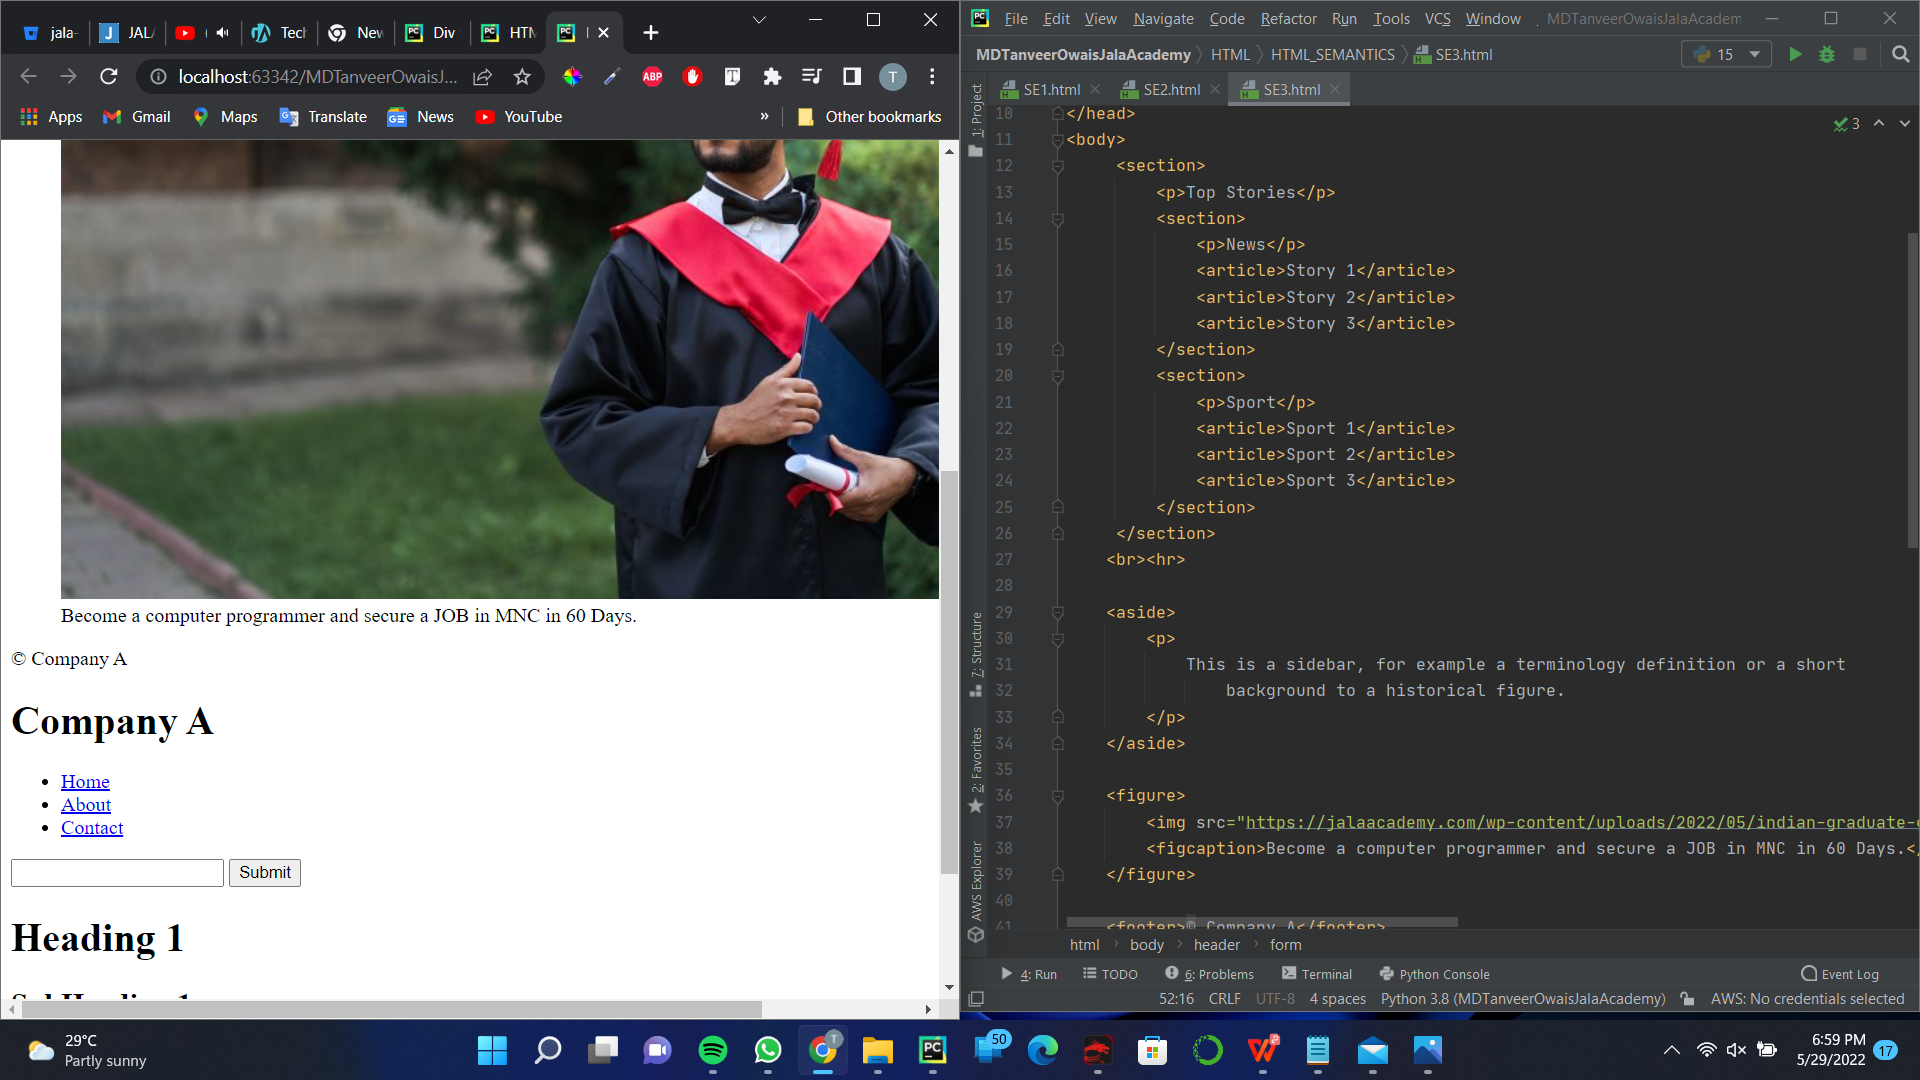 jala-
JALA
Tech
New
Div
HTM
localhost:63342/MDTanveerOwaisJ...
ABP
T
Apps
Gmail
Maps
Translate
News
YouTube
»
Other bookmarks
Become a computer programmer and secure a JOB in MNC in 60 Days.
© Company A
Company A
Home
About
Contact
Submit
Heading 1
File Edit View Navigate Code Refactor Run Tools VCS Window MDTanveerOwaisJalaAcadem
MDTanveerOwaisJalaAcademy HTML HTML_SEMANTICS SE3.html
15
SE1.html SE2.html SE3.html
1: Project
3
10 </head>
11 <body>
12 <section>
13 <p>Top Stories</p>
14 <section>
15 <p>News</p>
16 <article>Story 1</article>
17 <article>Story 2</article>
18 <article>Story 3</article>
19 </section>
20 <section>
21 <p>Sport</p>
22 <article>Sport 1</article>
23 <article>Sport 2</article>
24 <article>Sport 3</article>
25 </section>
26 </section>
27 <br><hr>
28
29 <aside>
30 <p>
31 This is a sidebar, for example a terminology definition or a short
32 background to a historical figure.
33 </p>
34 </aside>
35
36 <figure>
37 <img src="https://jalaacademy.com/wp-content/uploads/2022/05/indian-graduate-
38 <figcaption>Become a computer programmer and secure a JOB in MNC in 60 Days.</
39 </figure>
40
41 <footer>© Company A</footer>
7: Structure
2: Favorites
AWS Explorer
html body header form
4: Run TODO 6: Problems Terminal Python Console Event Log
52:16 CRLF UTF-8 4 spaces Python 3.8 (MDTanveerOwaisJalaAcademy) AWS: No credentials selected
29°C
Partly sunny
50
6:59 PM
5/29/2022
17